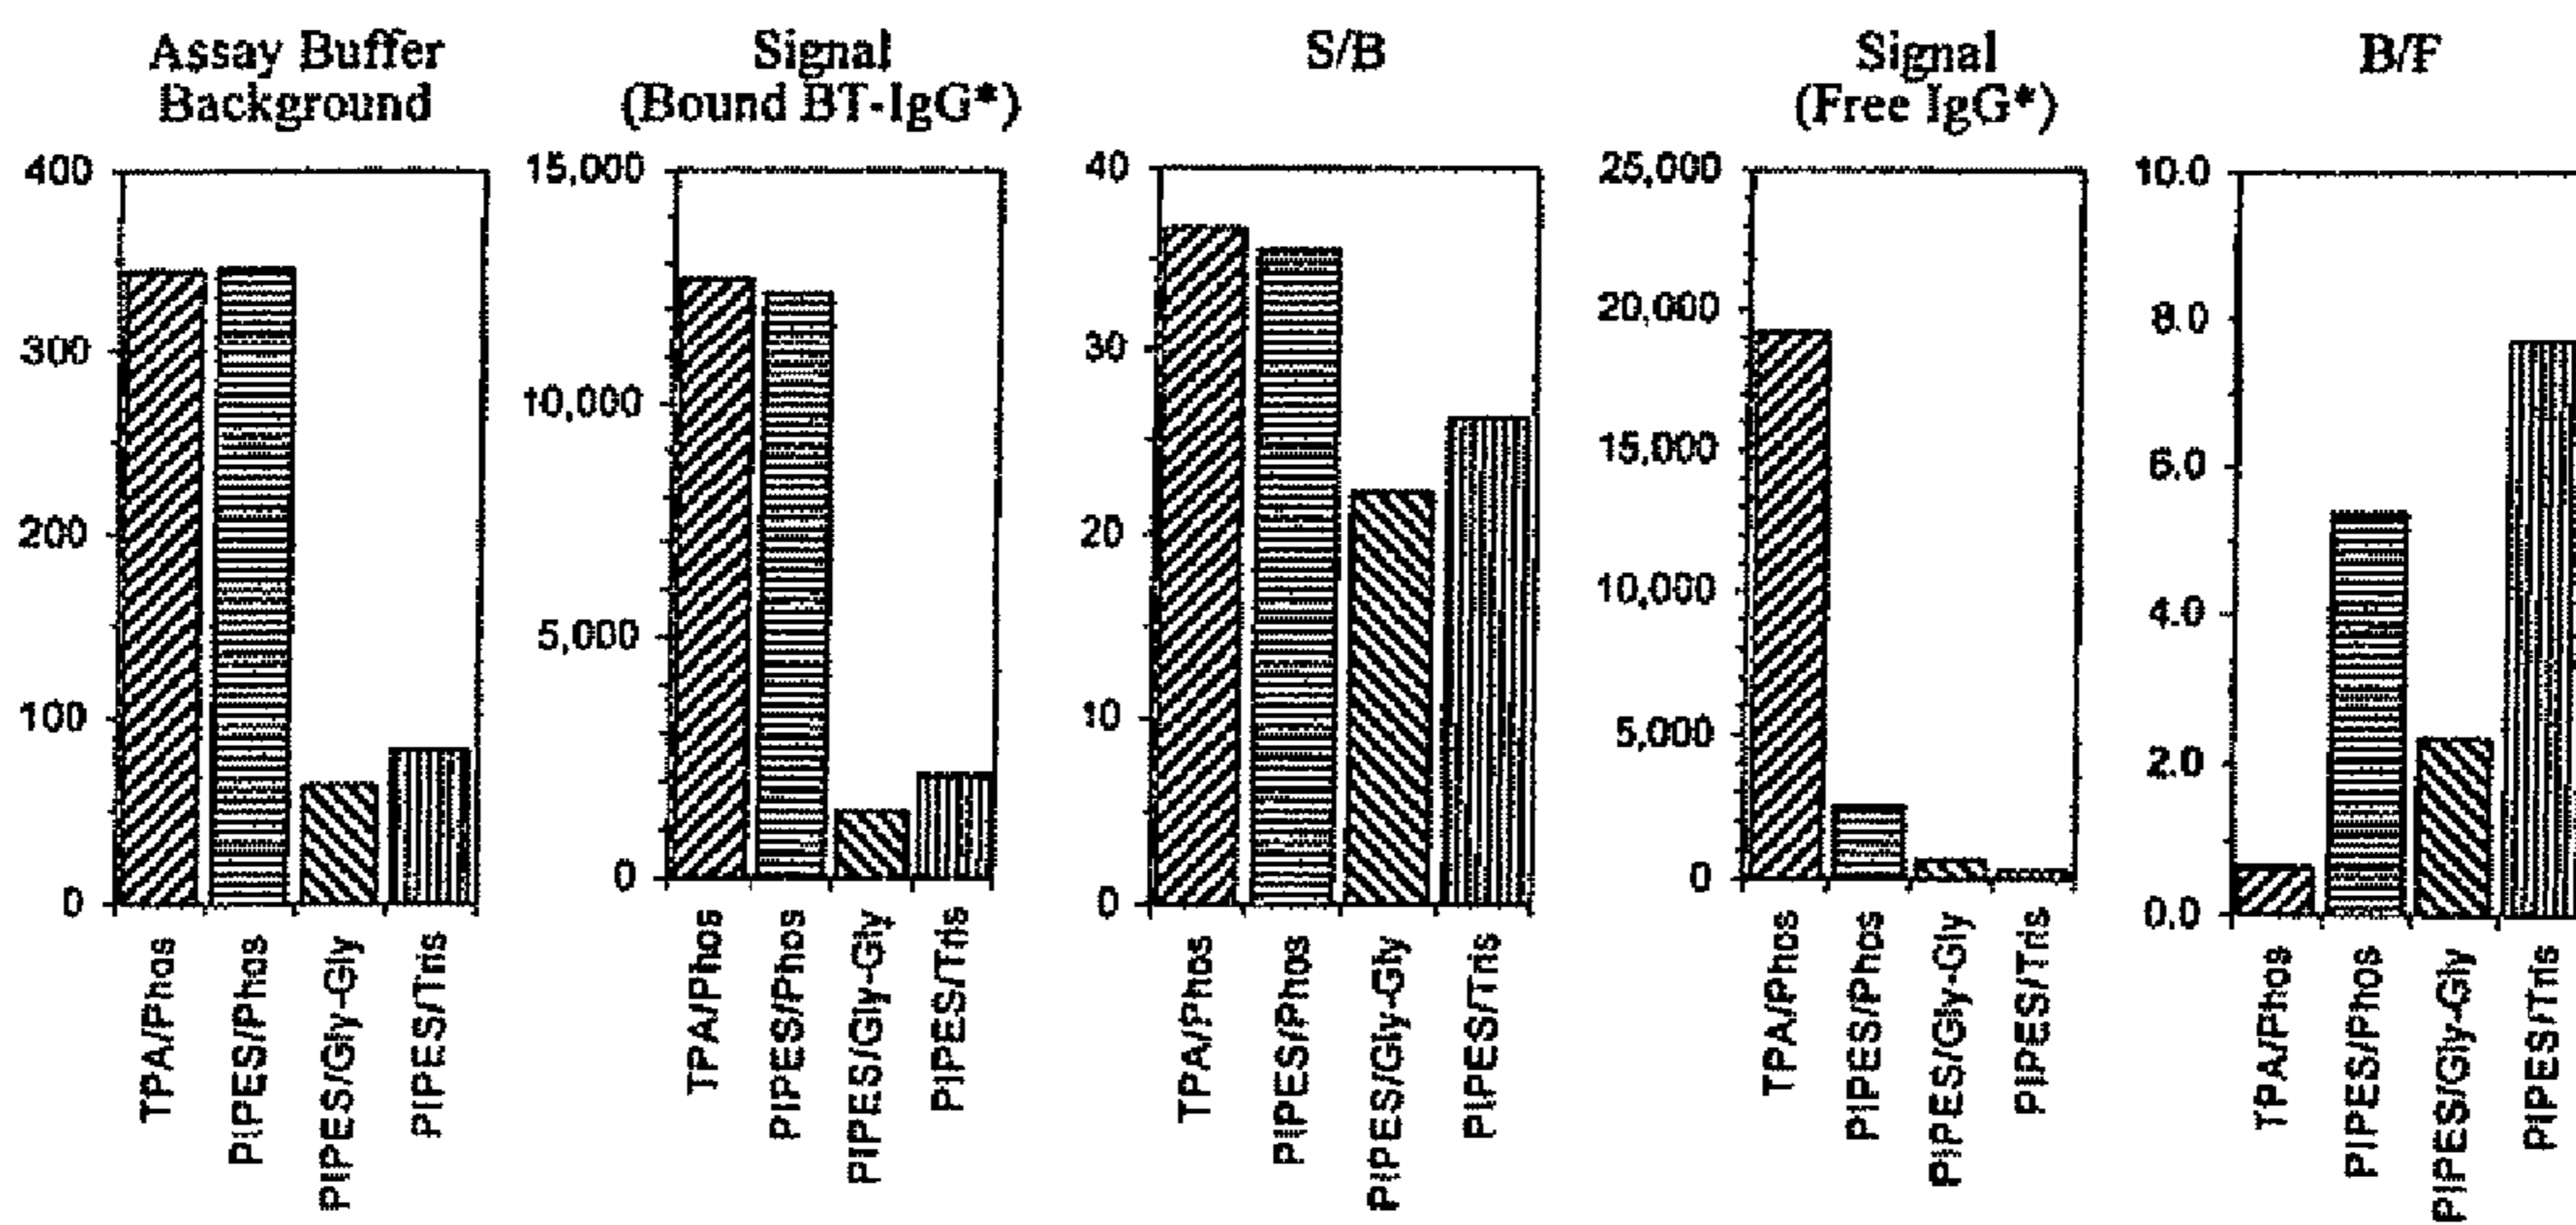 Assay Buffer
Background
400
300
200
100
0
TPA/Phos
PIPES/Phos
PIPES/Gly-Gly
PIPES/Tris
Signal
(Bound BT-IgG*)
15,000
10,000
5,000
0
TPA/Phos
PIPES/Phos
PIPES/Gly-Gly
PIPES/Tris
S/B
40
30
20
10
0
TPA/Phos
PIPES/Phos
PIPES/Gly-Gly
PIPES/Tris
Signal
(Free IgG*)
25,000
20,000
15,000
10,000
5,000
0
TPA/Phos
PIPES/Phos
PIPES/Gly-Gly
PIPES/Tris
B/F
10.0
8.0
6.0
4.0
2.0
0.0
TPA/Phos
PIPES/Phos
PIPES/Gly-Gly
PIPES/Tris